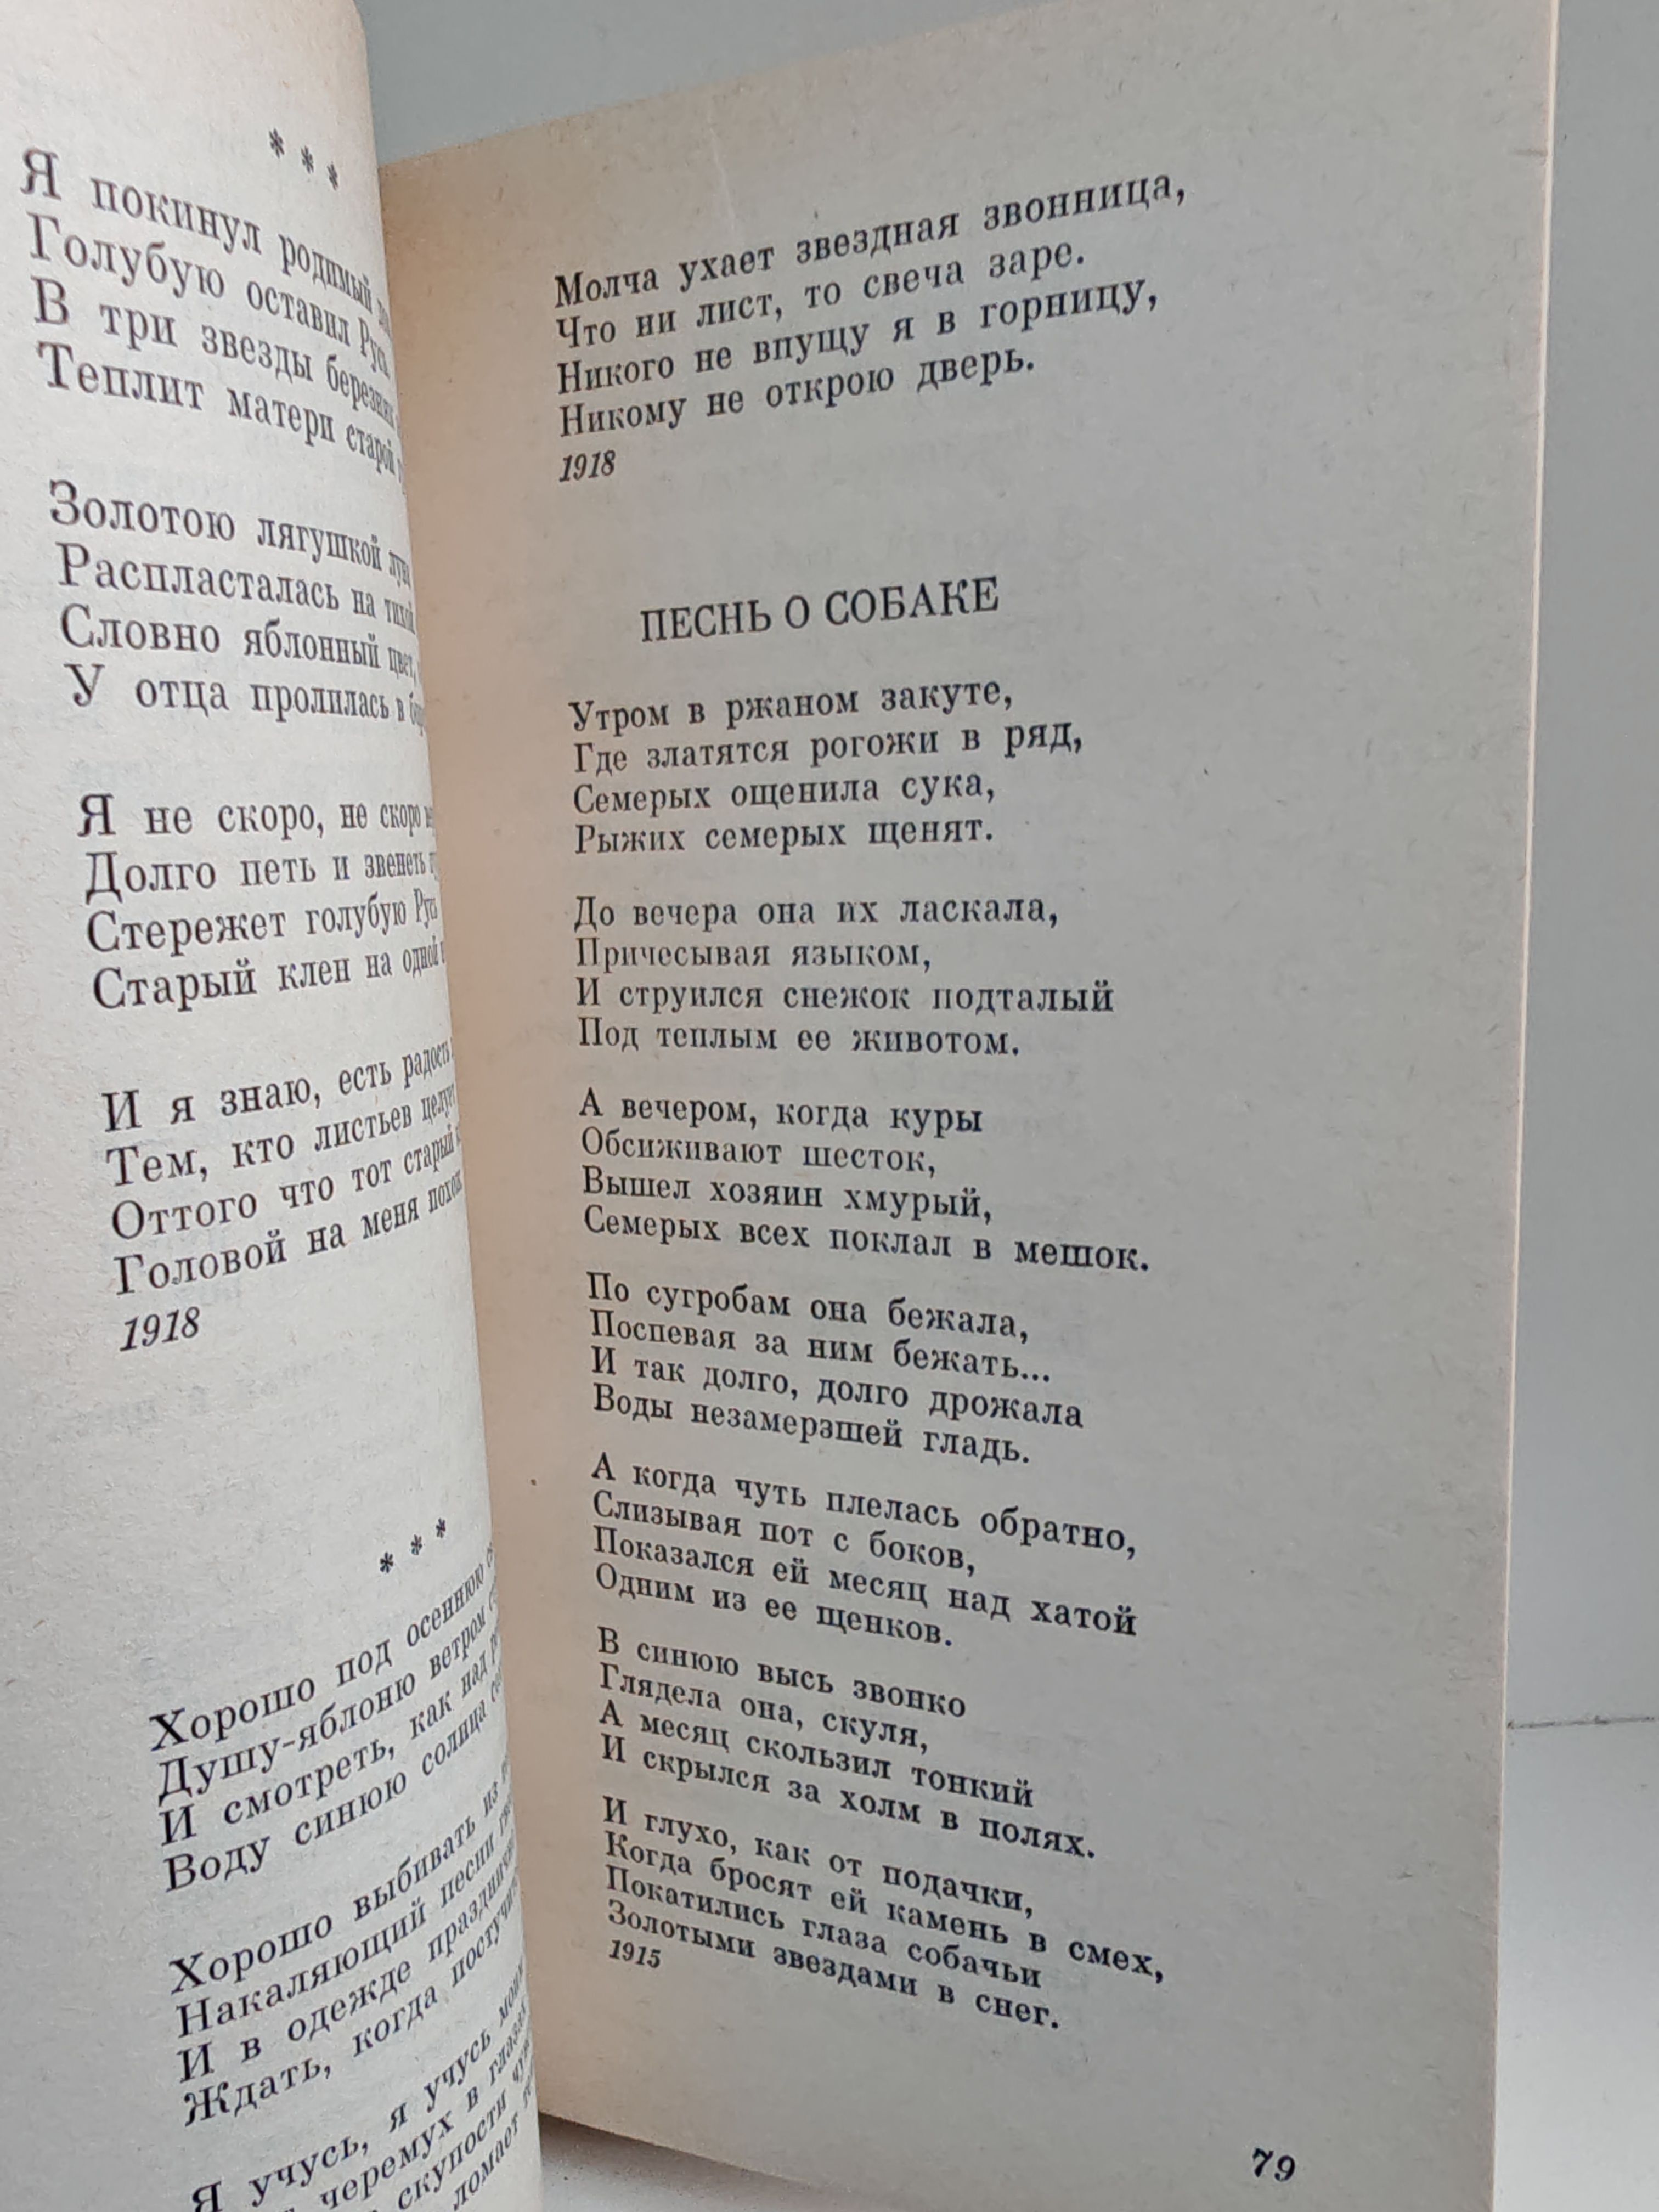 * * *
Я покинул родимый
Голубую оставил Русь
В три звезды березняк
Теплит матери старой
Золотою лягушкой луна
Распласталась на тихой
Словно яблонный цвет,
У отца пролилась в
Я не скоро, не скоро
Долго петь и звенеть
Стережет голубую Русь
Старый клен на одной
И я знаю, есть радость
Тем, кто листьев целует
Оттого что тот старый
Головой на меня похож
1918
* * *
Хорошо под осеннюю
Душу-яблоню ветром
И смотреть, как над
Воду синюю солнца
Хорошо выбивать из
Накаляющий песни
И в одежде празднич
Ждать, когда постучит
Я учусь, я учусь моим
черемух в глазах
скупости
ломает
Молча ухает звездная звонница,
Что ни лист, то свеча заре.
Никого не впущу я в горницу,
Никому не открою дверь.
1918
ПЕСНЬ О СОБАКЕ
Утром в ржаном закуте,
Где златятся рогожи в ряд,
Семерых ощенила сука,
Рыжих семерых щенят.
До вечера она их ласкала,
Причесывая языком,
И струился снежок подталый
Под теплым ее животом.
А вечером, когда куры
Обсиживают шесток,
Вышел хозяин хмурый,
Семерых всех поклал в мешок.
По сугробам она бежала,
Поспевая за ним бежать...
И так долго, долго дрожала
Воды незамерзшей гладь.
А когда чуть плелась обратно,
Слизывая пот с боков,
Показался ей месяц над хатой
Одним из ее щенков.
В синюю высь звонко
Глядела она, скуля,
А месяц скользил тонкий
И скрылся за холм в полях.
И глухо, как от подачки,
Когда бросят ей камень в смех,
Покатились глаза собачьи
Золотыми звездами в снег.
1915
79